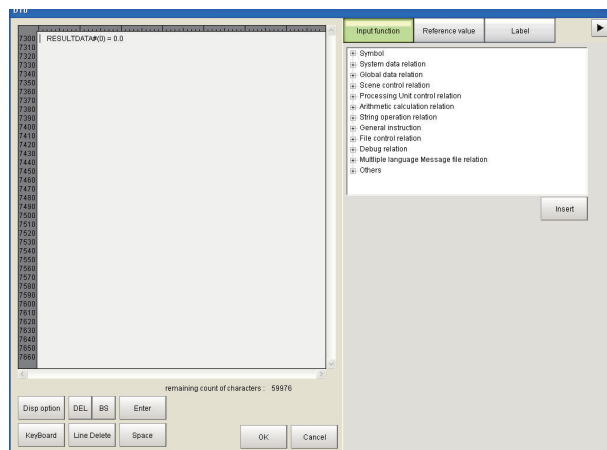 Input function
Reference value
Label
7300 RESULTDATA#(0) = 0.0
7310
7320
7330
7340
7350
7360
7370
7380
7390
7400
7410
7420
7430
7440
7450
7460
7470
7480
7490
7500
7510
7520
7530
7540
7550
7560
7570
7580
7590
7600
7610
7620
7630
7640
7650
7660
Symbol
System data relation
Global data relation
Scene control relation
Processing Unit control relation
Arithmetic calculation relation
String operation relation
General instruction
File control relation
Debug relation
Multiple language Message file relation
Others
Insert
remaining count of characters : 59976
Disp option
DEL
BS
Enter
KeyBoard
Line Delete
Space
OK
Cancel